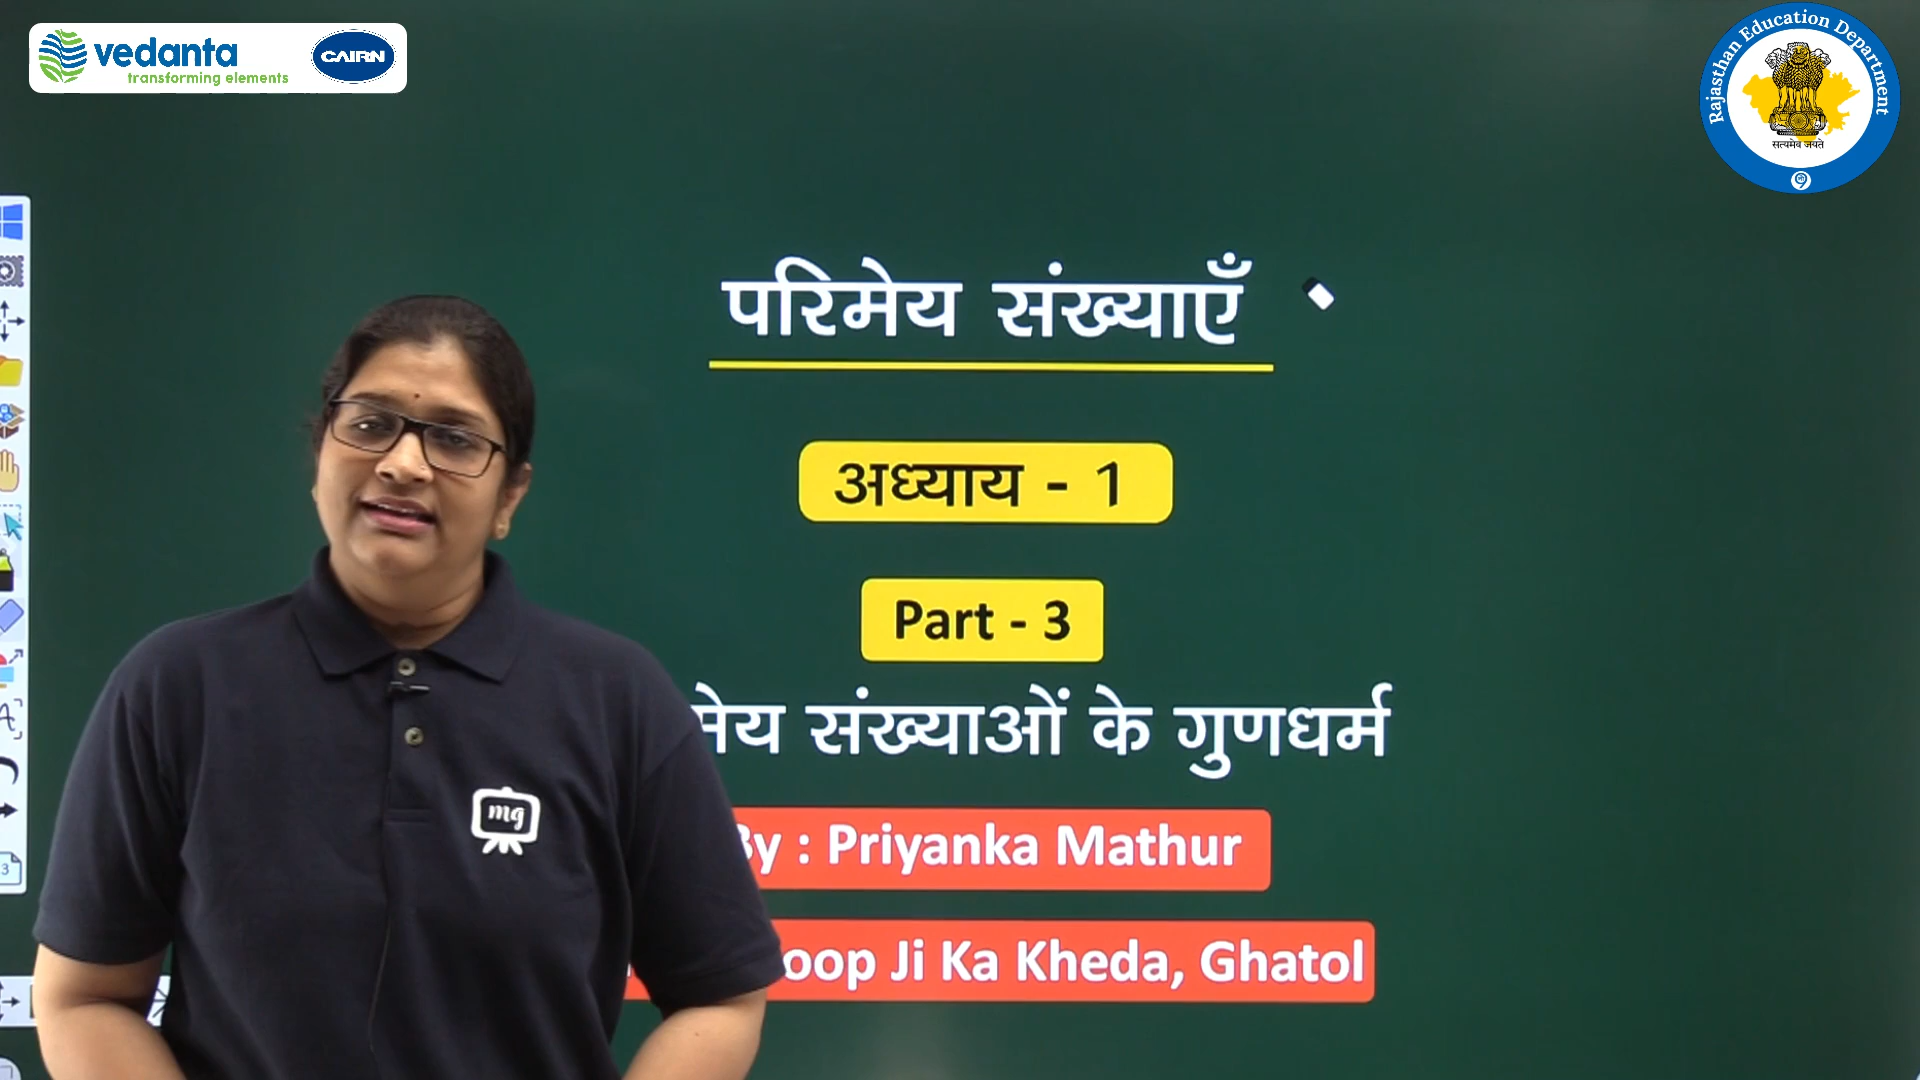 vedanta
transforming elements
CAIRN
Rajasthan Education Department
सत्यमेव जयते
परिमेय संख्याएँ
अध्याय - 1
Part - 3
संख्याओं के गुणधर्म
mg
By : Priyanka Mathur
Ji Ka Kheda, Ghatol